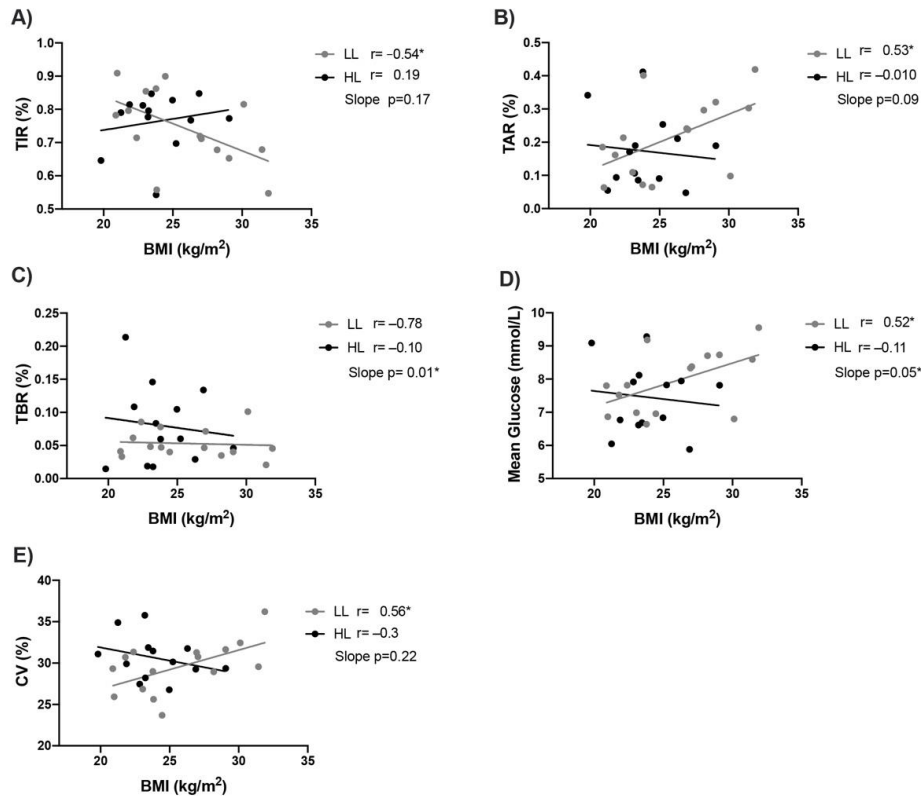 A)
LL r= –0.54*
HL r= 0.19
Slope p=0.17
TIR (%)
1.0
0.9
0.8
0.7
0.6
0.5
20 25 30 35
BMI (kg/m²)
B)
LL r= 0.53*
HL r= –0.010
Slope p=0.09
TAR (%)
0.5
0.4
0.3
0.2
0.1
0.0
20 25 30 35
BMI (kg/m²)
C)
LL r= –0.78
HL r= –0.10
Slope p= 0.01*
TBR (%)
0.25
0.20
0.15
0.10
0.05
0.00
20 25 30 35
BMI (kg/m²)
D)
LL r= 0.52*
HL r= –0.11
Slope p=0.05*
Mean Glucose (mmol/L)
10
9
8
7
6
5
20 25 30 35
BMI (kg/m²)
E)
LL r= 0.56*
HL r= –0.3
Slope p=0.22
CV (%)
40
35
30
25
20
20 25 30 35
BMI (kg/m²)